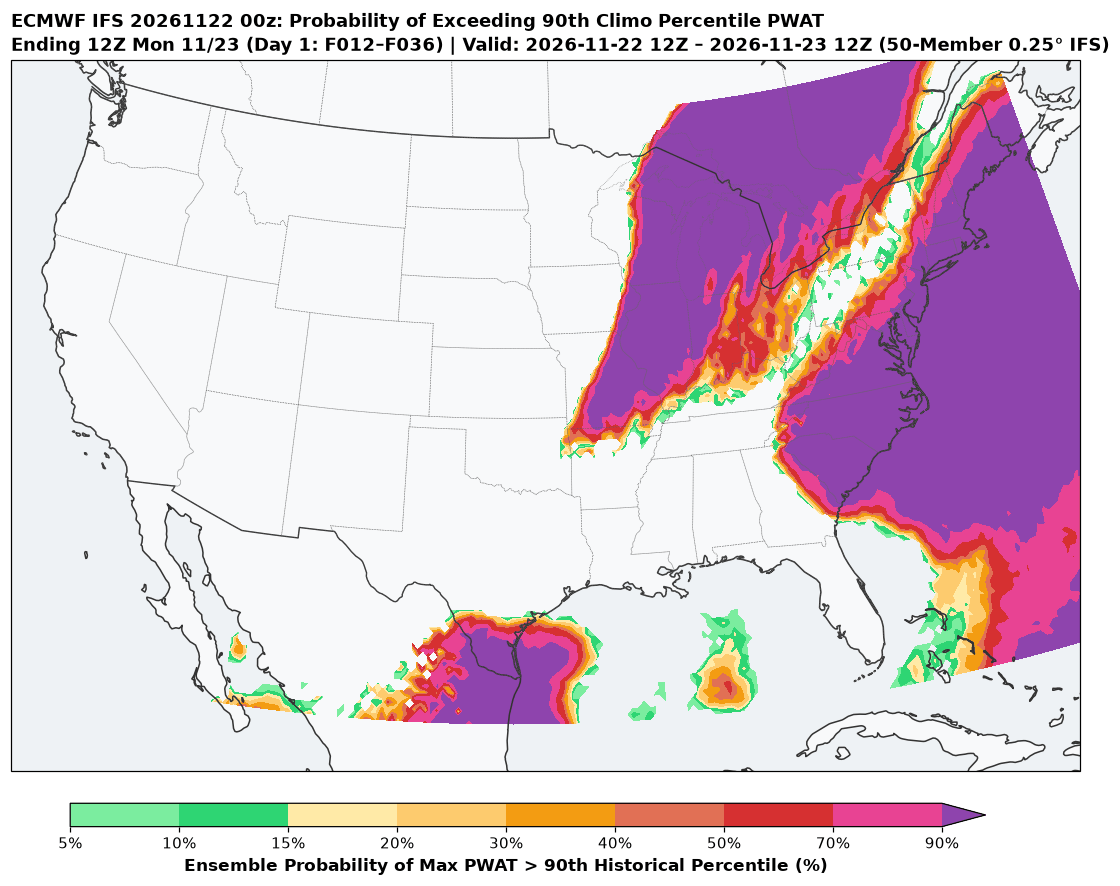 ECMWF IFS 20261122 00z: Probability of Exceeding 90th Climo Percentile PWAT
Ending 12Z Mon 11/23 (Day 1: F012–F036) | Valid: 2026-11-22 12Z – 2026-11-23 12Z (50-Member 0.25° IFS)
5% 10% 15% 20% 30% 40% 50% 70% 90%
Ensemble Probability of Max PWAT > 90th Historical Percentile (%)